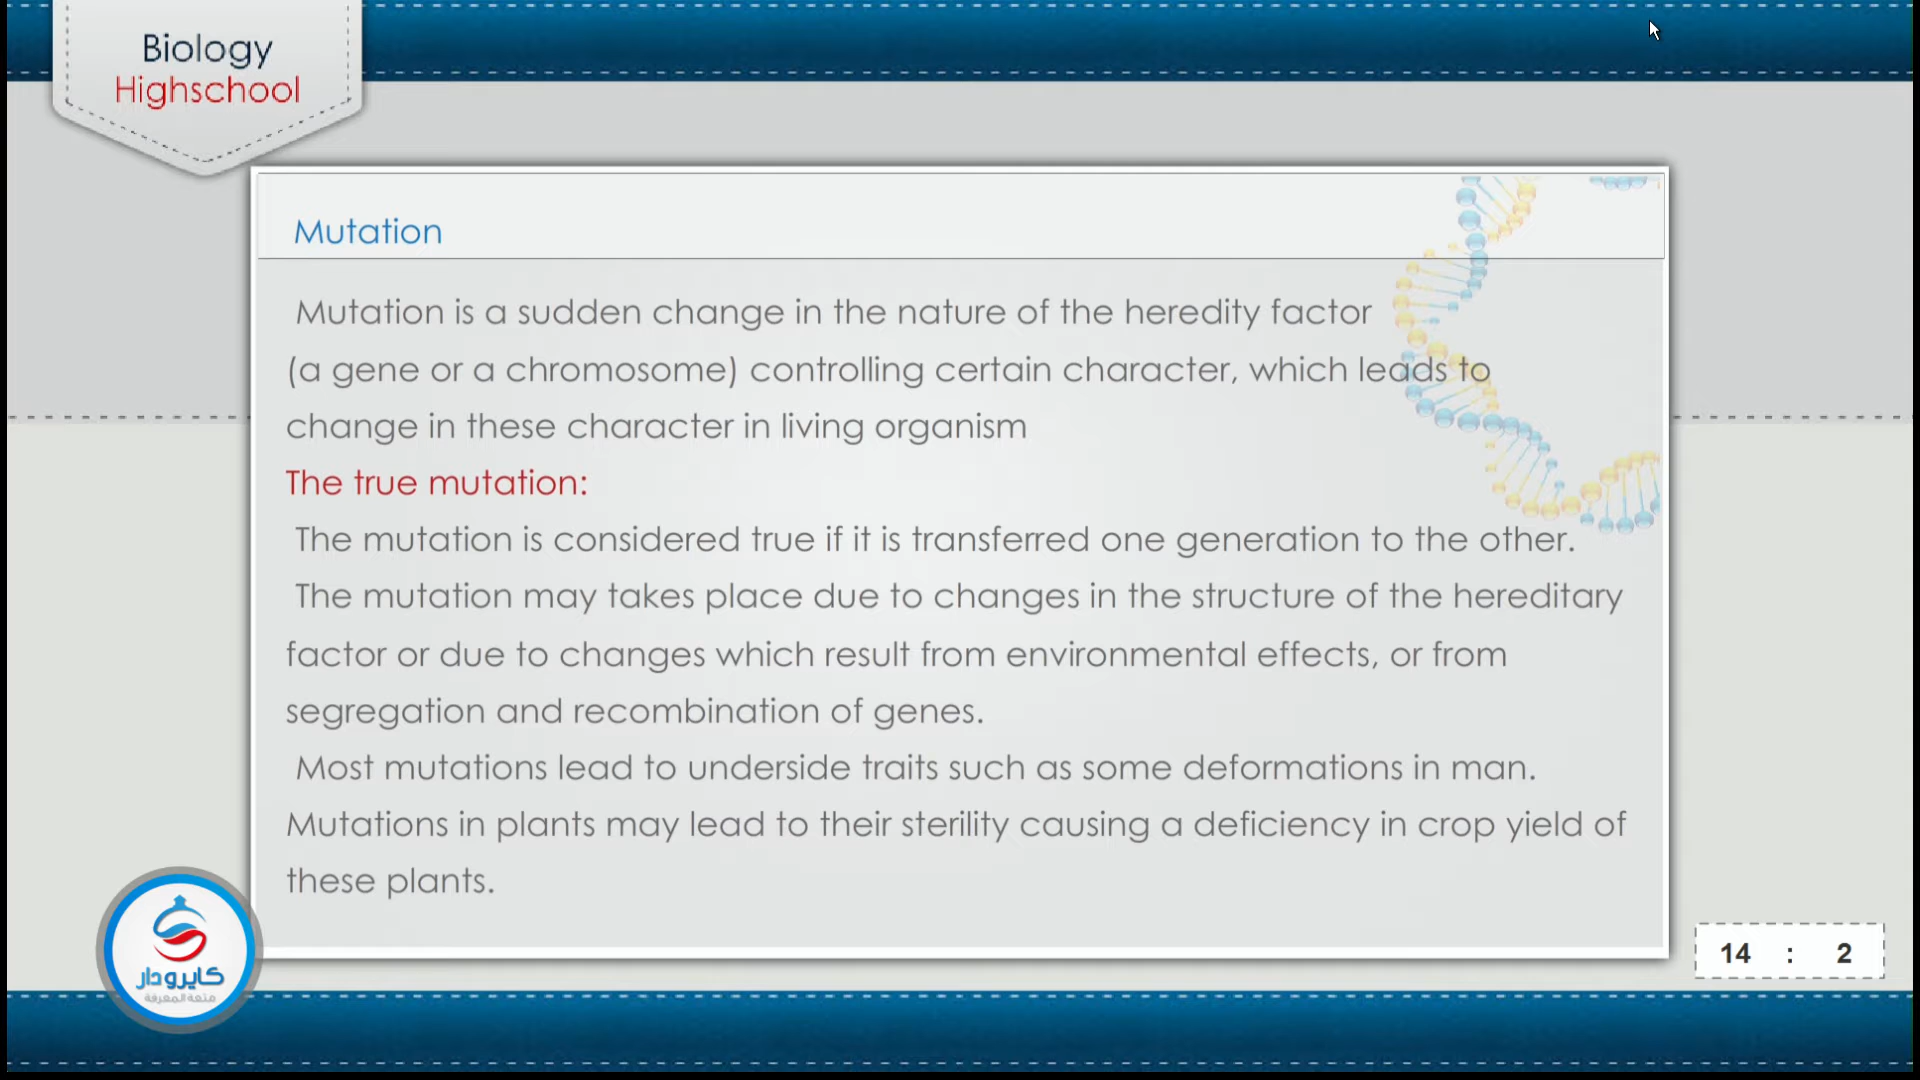 Biology
Highschool
Mutation
Mutation is a sudden change in the nature of the heredity factor
(a gene or a chromosome) controlling certain character, which leads to
change in these character in living organism
The true mutation:
The mutation is considered true if it is transferred one generation to the other.
The mutation may takes place due to changes in the structure of the hereditary
factor or due to changes which result from environmental effects, or from
segregation and recombination of genes.
Most mutations lead to underside traits such as some deformations in man.
Mutations in plants may lead to their sterility causing a deficiency in crop yield of
these plants.
كايرودار
متعة المعرفة
14 : 2